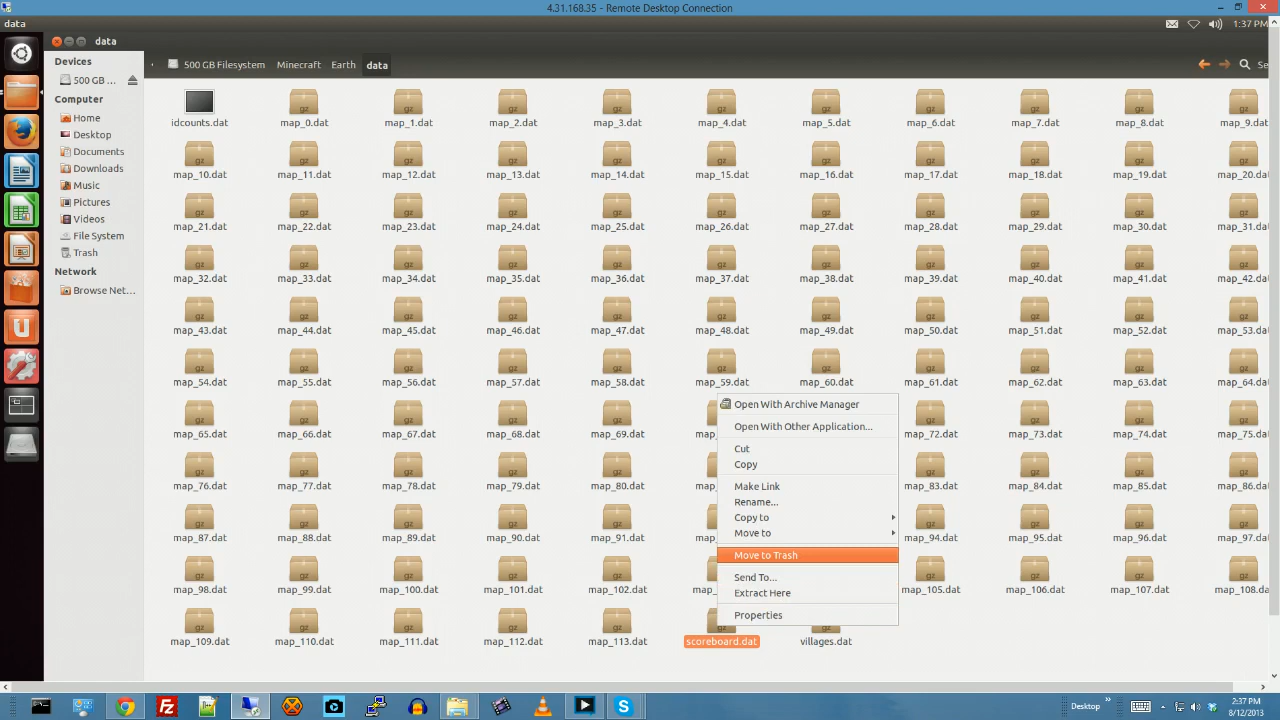 4.31.168.35 - Remote Desktop Connection
data
1:37 PM
data
Devices
500 GB ...
Computer
Home
Desktop
Documents
Downloads
Music
Pictures
Videos
File System
Trash
Network
Browse Net...
500 GB Filesystem Minecraft Earth data
Se
idcounts.dat map_0.dat map_1.dat map_2.dat map_3.dat map_4.dat map_5.dat map_6.dat map_7.dat map_8.dat map_9.dat
map_10.dat map_11.dat map_12.dat map_13.dat map_14.dat map_15.dat map_16.dat map_17.dat map_18.dat map_19.dat map_20.dat
map_21.dat map_22.dat map_23.dat map_24.dat map_25.dat map_26.dat map_27.dat map_28.dat map_29.dat map_30.dat map_31.dat
map_32.dat map_33.dat map_34.dat map_35.dat map_36.dat map_37.dat map_38.dat map_39.dat map_40.dat map_41.dat map_42.dat
map_43.dat map_44.dat map_45.dat map_46.dat map_47.dat map_48.dat map_49.dat map_50.dat map_51.dat map_52.dat map_53.dat
map_54.dat map_55.dat map_56.dat map_57.dat map_58.dat map_59.dat map_60.dat map_61.dat map_62.dat map_63.dat map_64.dat
map_65.dat map_66.dat map_67.dat map_68.dat map_69.dat map_72.dat map_73.dat map_74.dat map_75.dat
map_76.dat map_77.dat map_78.dat map_79.dat map_80.dat map_83.dat map_84.dat map_85.dat map_86.dat
map_87.dat map_88.dat map_89.dat map_90.dat map_91.dat map_94.dat map_95.dat map_96.dat map_97.dat
map_98.dat map_99.dat map_100.dat map_101.dat map_102.dat map_105.dat map_106.dat map_107.dat map_108.dat
map_109.dat map_110.dat map_111.dat map_112.dat map_113.dat scoreboard.dat villages.dat
Open With Archive Manager
Open With Other Application...
Cut
Copy
Make Link
Rename...
Copy to
Move to
Move to Trash
Send To...
Extract Here
Properties
Desktop
2:37 PM
8/12/2013